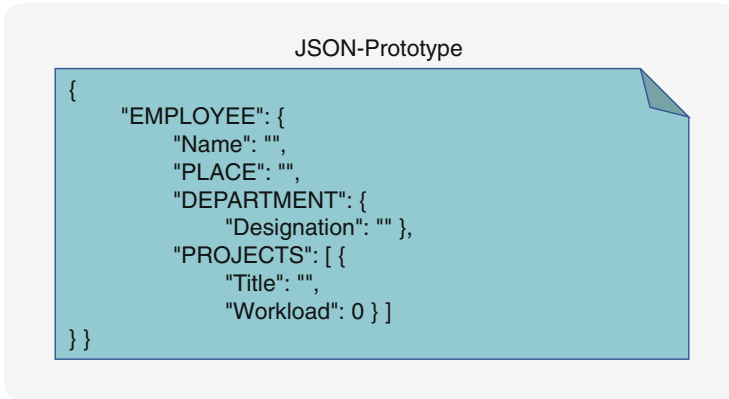 JSON-Prototype
{
"EMPLOYEE": {
"Name": "",
"PLACE": "",
"DEPARTMENT": {
"Designation": "" },
"PROJECTS": [ {
"Title": "",
"Workload": 0 } ]
} }